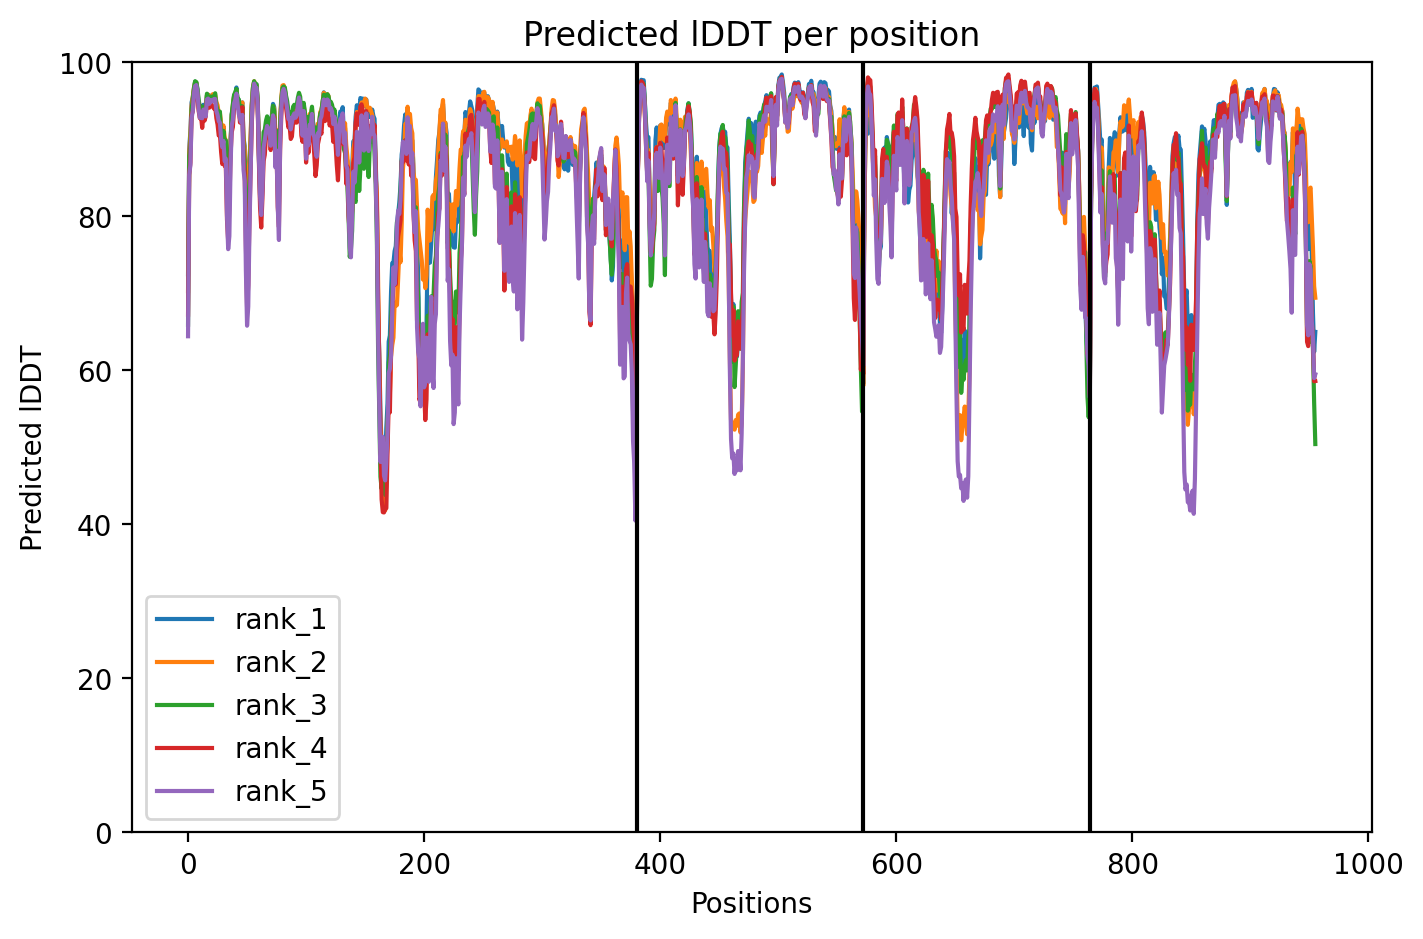 Predicted lDDT per position
100
80
60
40
20
0
Predicted lDDT
rank_1
rank_2
rank_3
rank_4
rank_5
0 200 400 600 800 1000
Positions